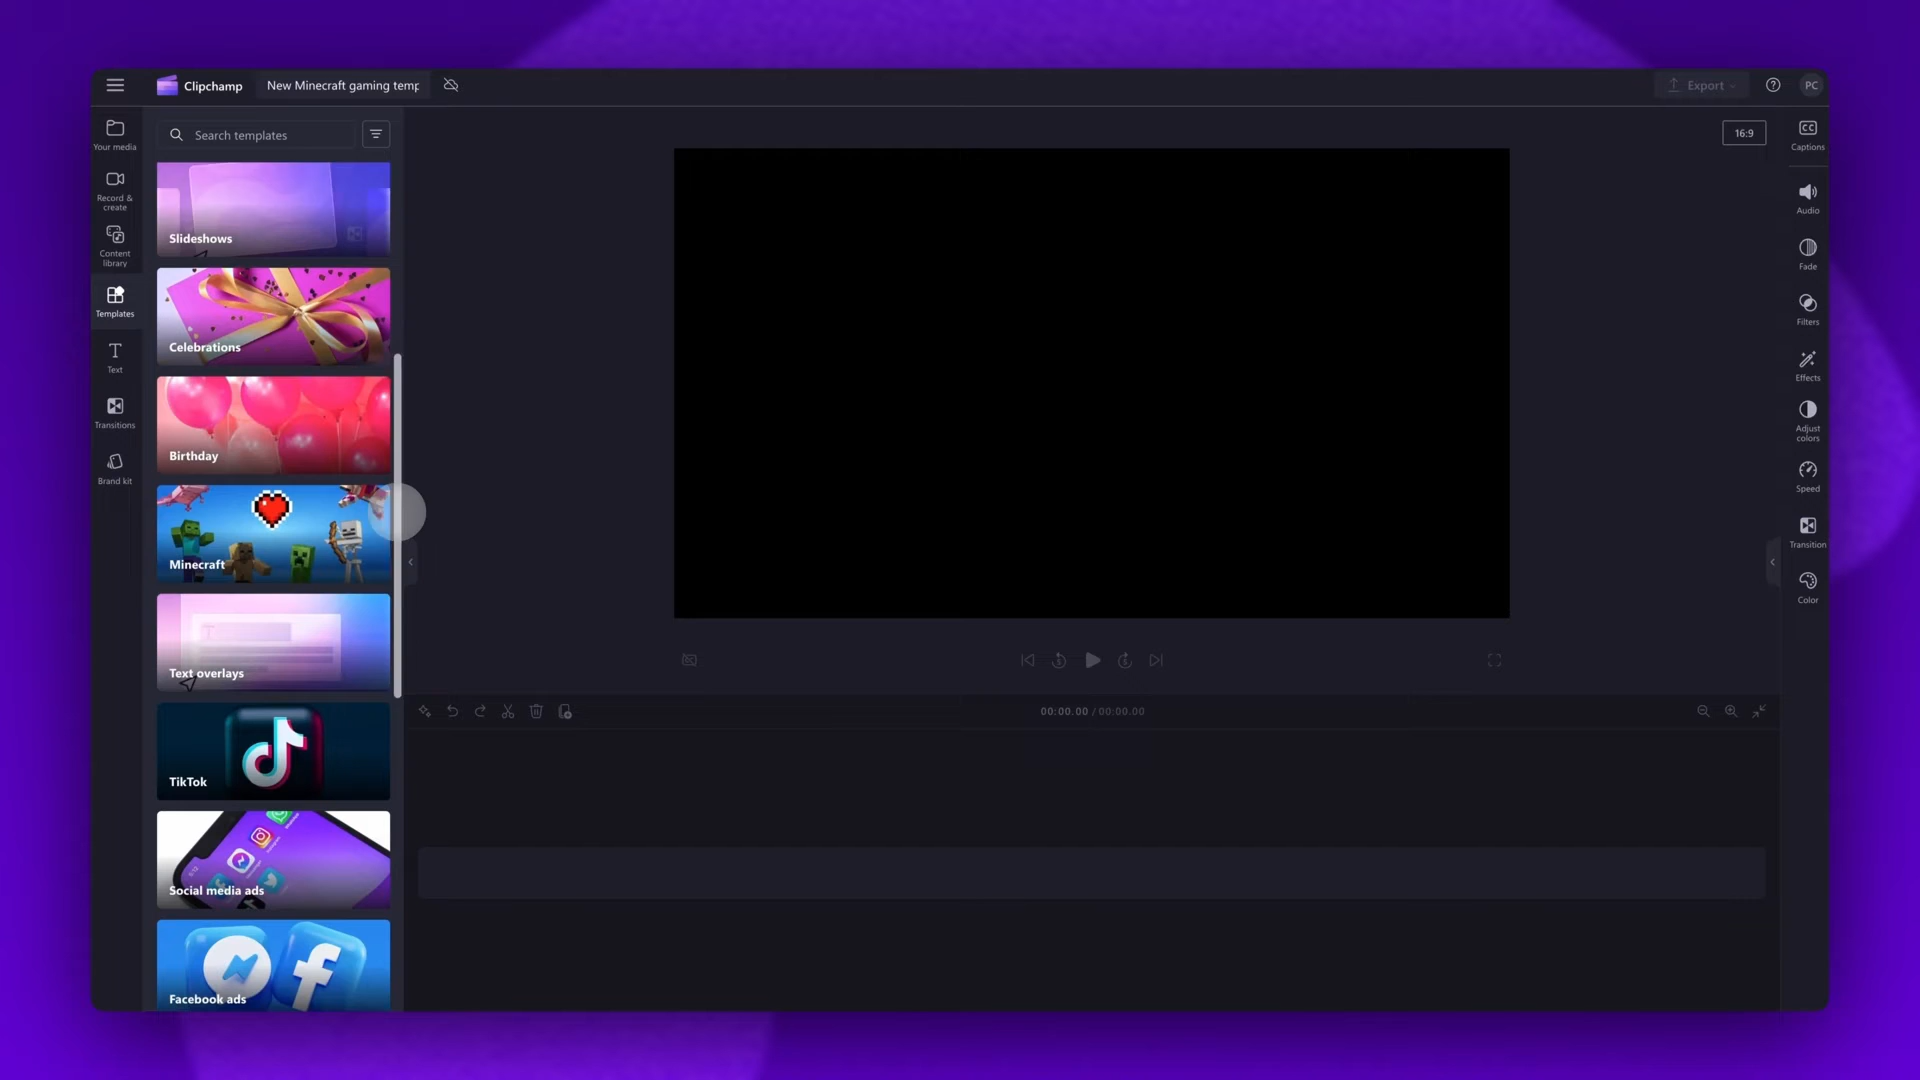 Clipchamp
New Minecraft gaming temp
Export
PC
Your media
Record &
create
Content
library
Templates
Text
Transitions
Brand kit
Search templates
Slideshows
Celebrations
Birthday
Minecraft
Text overlays
TikTok
Social media ads
Facebook ads
16:9
00:00.00 / 00:00.00
CC
Captions
Audio
Fade
Filters
Effects
Adjust
colors
Speed
Transition
Color